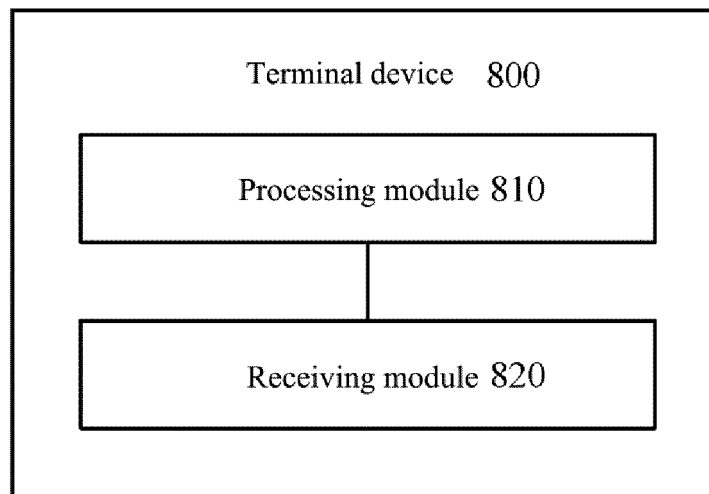 Terminal device 800
Processing module 810
Receiving module 820